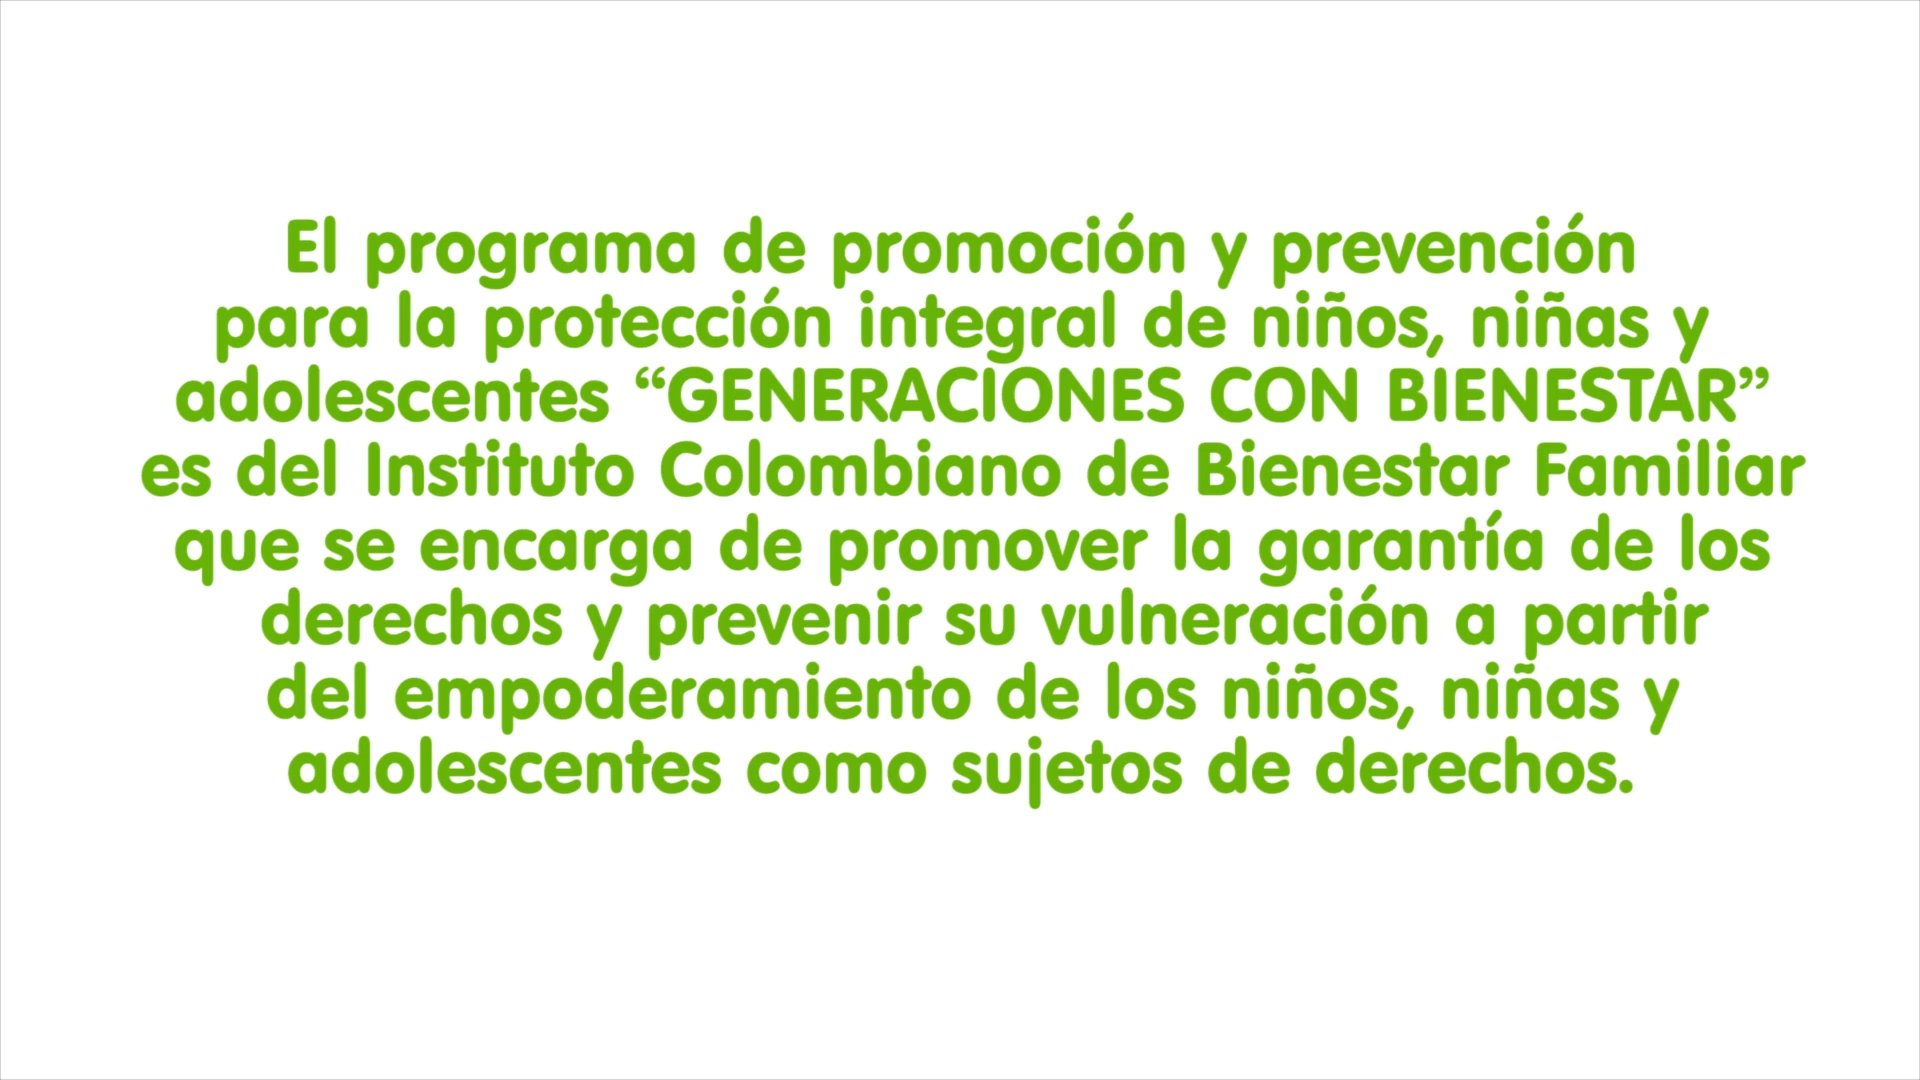 El programa de promoción y prevención
para la protección integral de niños, niñas y
adolescentes “GENERACIONES CON BIENESTAR”
es del Instituto Colombiano de Bienestar Familiar
que se encarga de promover la garantía de los
derechos y prevenir su vulneración a partir
del empoderamiento de los niños, niñas y
adolescentes como sujetos de derechos.